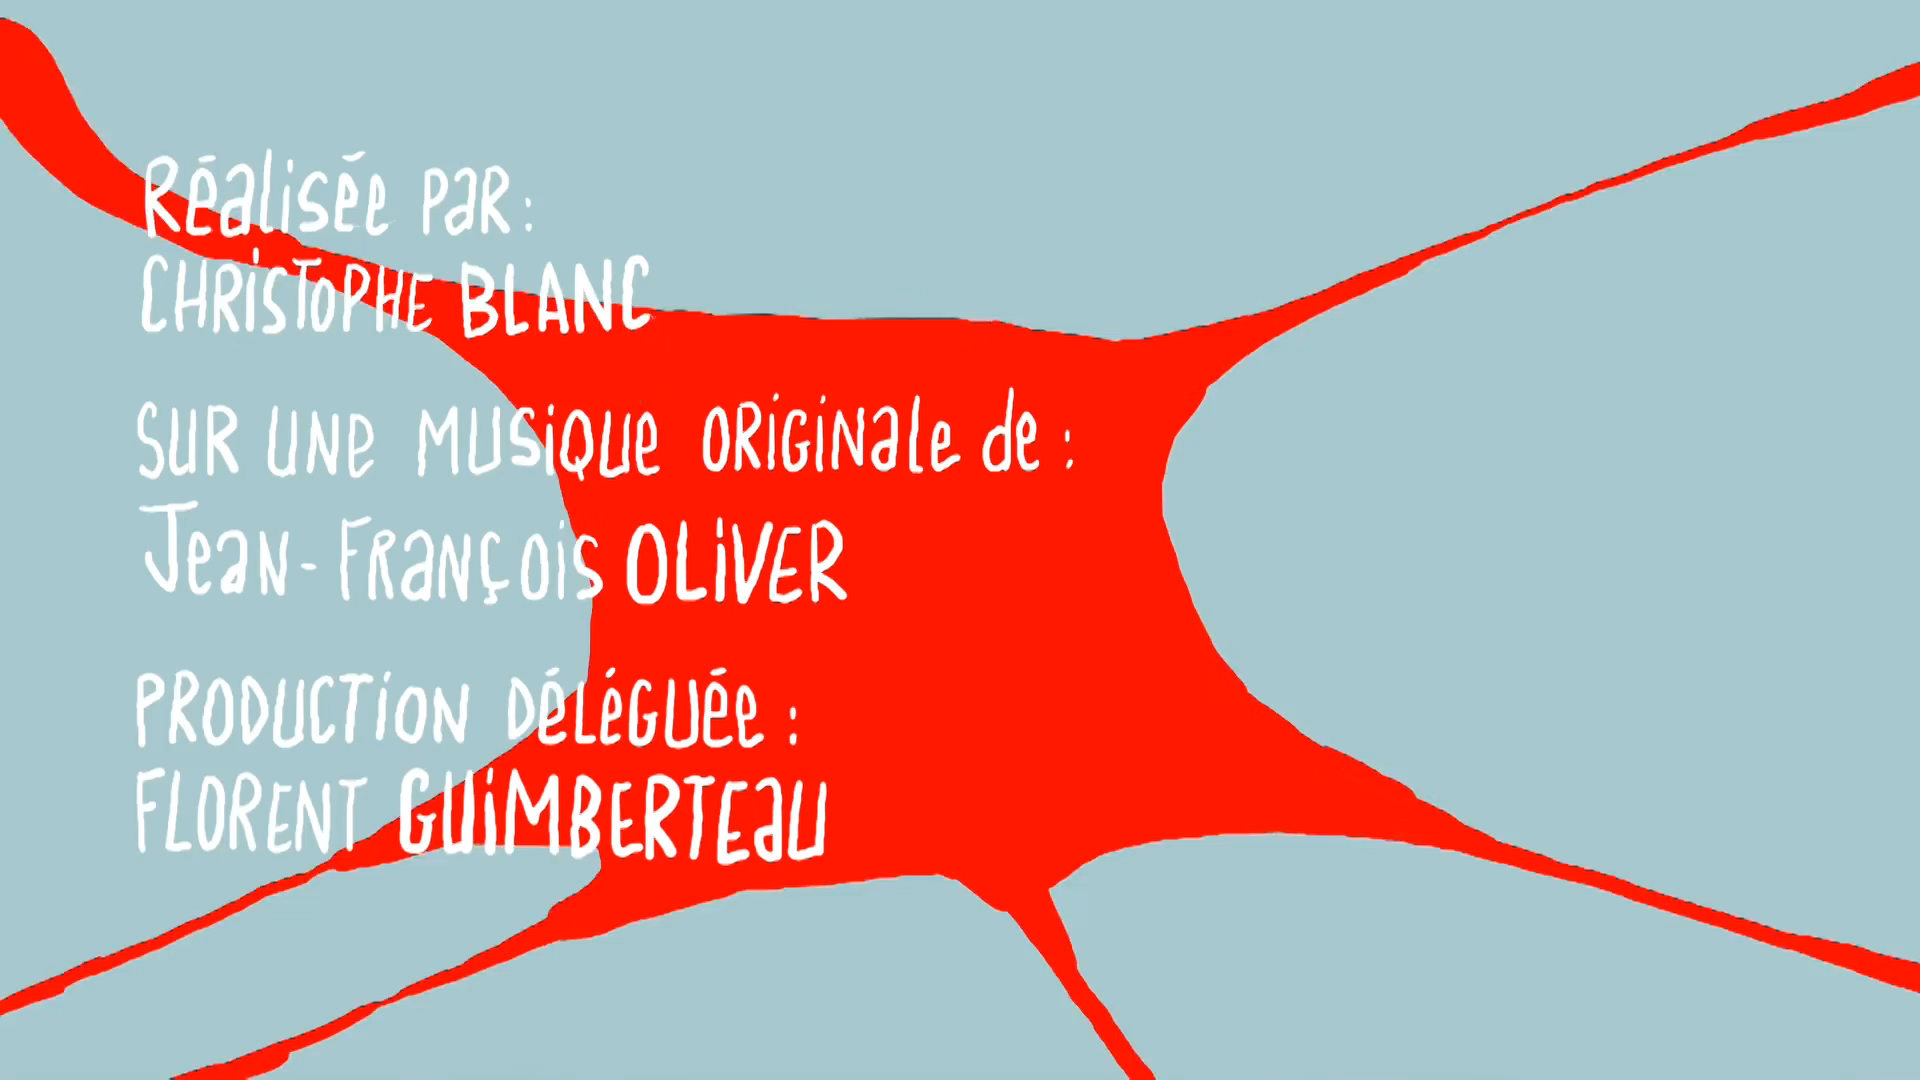 Réalisée par :
CHRISTOPHE BLANC
SUR UNE MUSIQUE ORIGINALE de :
Jean-François OLIVER
PRODUCTION DÉLÉGUÉE :
FLORENT GUIMBERTEAU